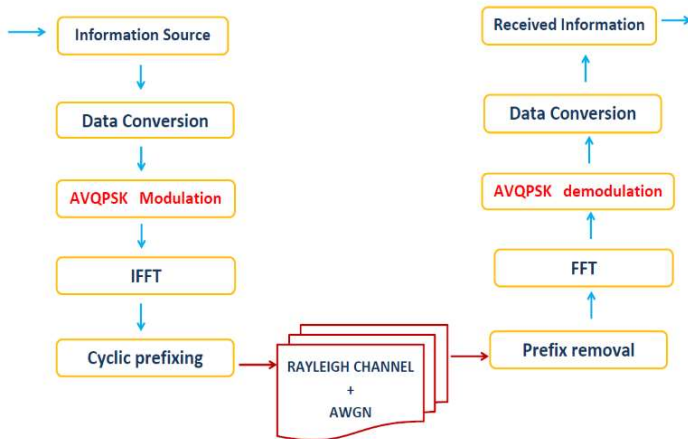 Information Source
Data Conversion
AVQPSK Modulation
IFFT
Cyclic prefixing
RAYLEIGH CHANNEL
+
AWGN
Prefix removal
FFT
AVQPSK demodulation
Data Conversion
Received Information